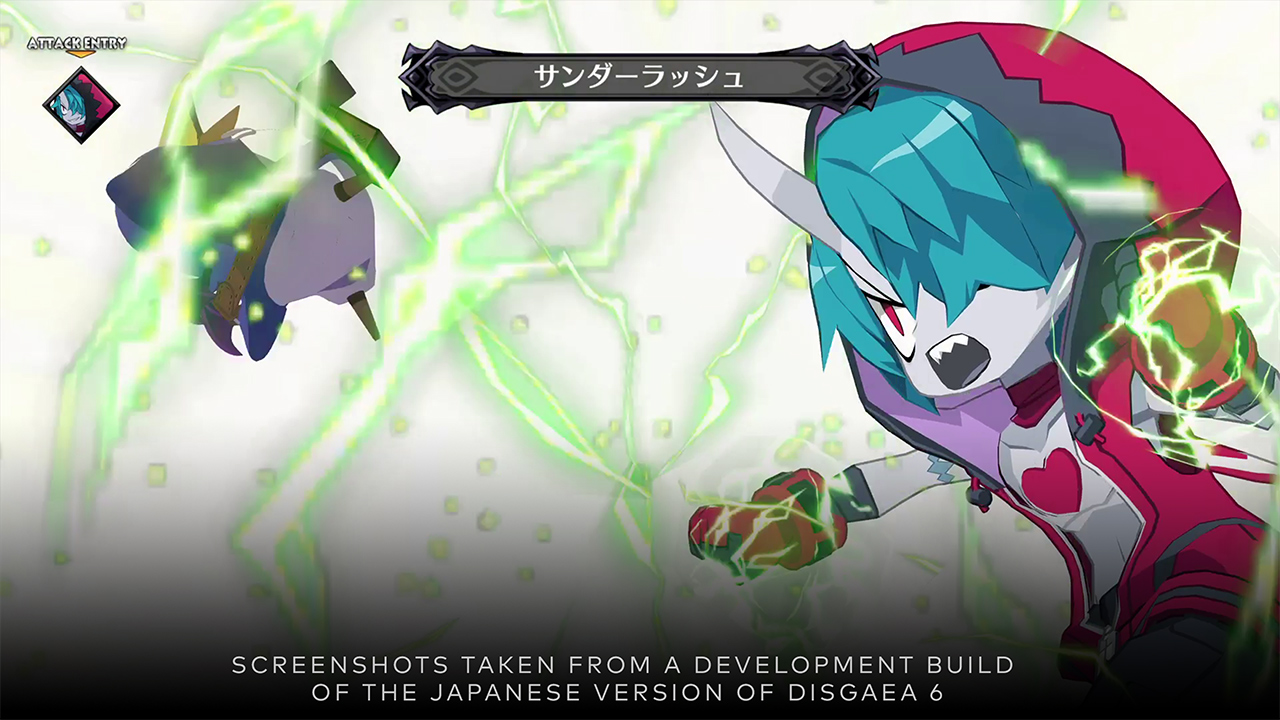 ATTACK ENTRY
サンダーラッシュ
SCREENSHOTS TAKEN FROM A DEVELOPMENT BUILD
OF THE JAPANESE VERSION OF DISGAEA 6